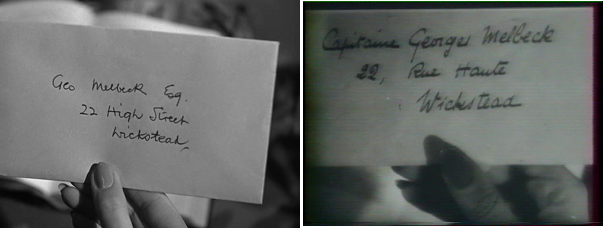 Geo Melbeck Esq.
22 High Street
Wickstead
Capitaine Georges Melbeck
22, Rue Haute
Wickstead